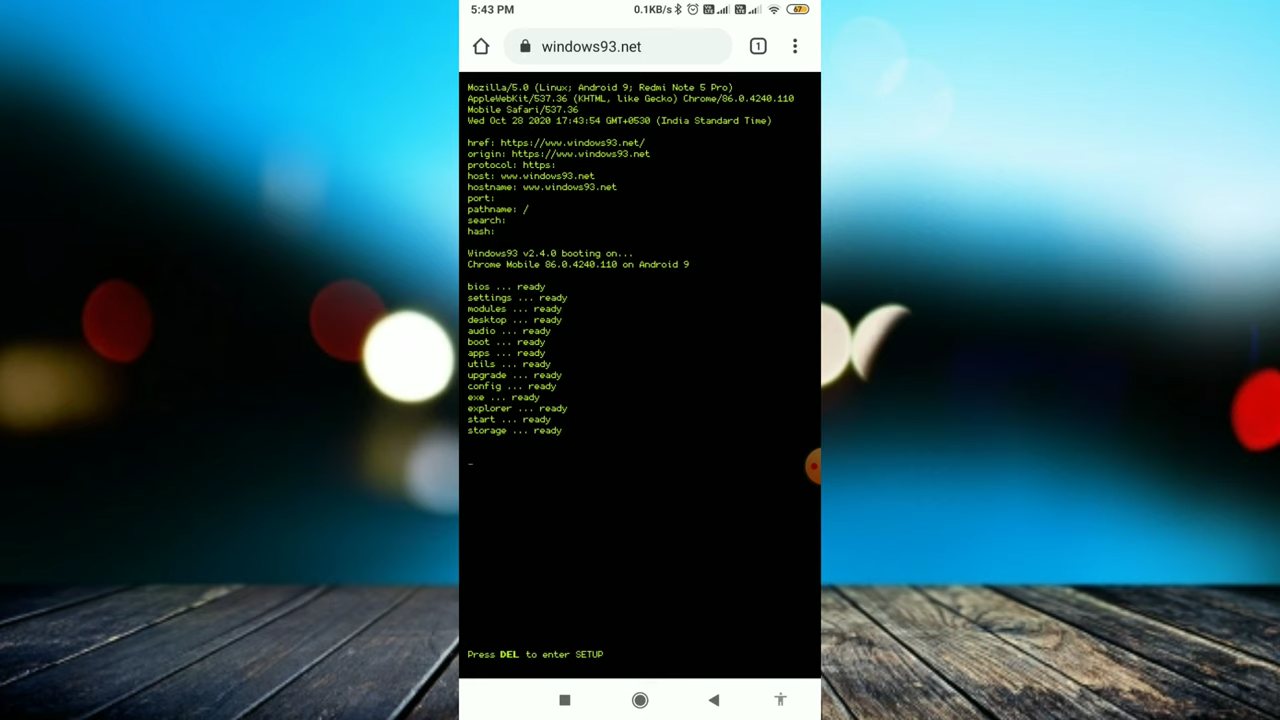 5:43 PM
0.1KB/s
67
windows93.net
1
Mozilla/5.0 (Linux; Android 9; Redmi Note 5 Pro)
AppleWebKit/537.36 (KHTML, like Gecko) Chrome/86.0.4240.110
Mobile Safari/537.36
Wed Oct 28 2020 17:43:54 GMT+0530 (India Standard Time)
href: https://www.windows93.net/
origin: https://www.windows93.net
protocol: https:
host: www.windows93.net
hostname: www.windows93.net
port:
pathname: /
search:
hash:
Windows93 v2.4.0 booting on...
Chrome Mobile 86.0.4240.110 on Android 9
bios ... ready
settings ... ready
modules ... ready
desktop ... ready
audio ... ready
boot ... ready
apps ... ready
utils ... ready
upgrade ... ready
config ... ready
exe ... ready
explorer ... ready
start ... ready
storage ... ready
_
Press DEL to enter SETUP